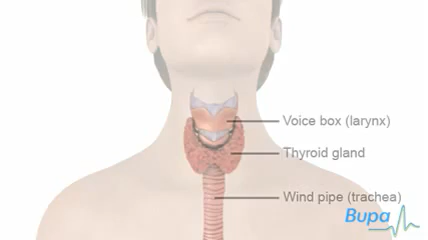 Voice box (larynx)
Thyroid gland
Wind pipe (trachea)
Bupa